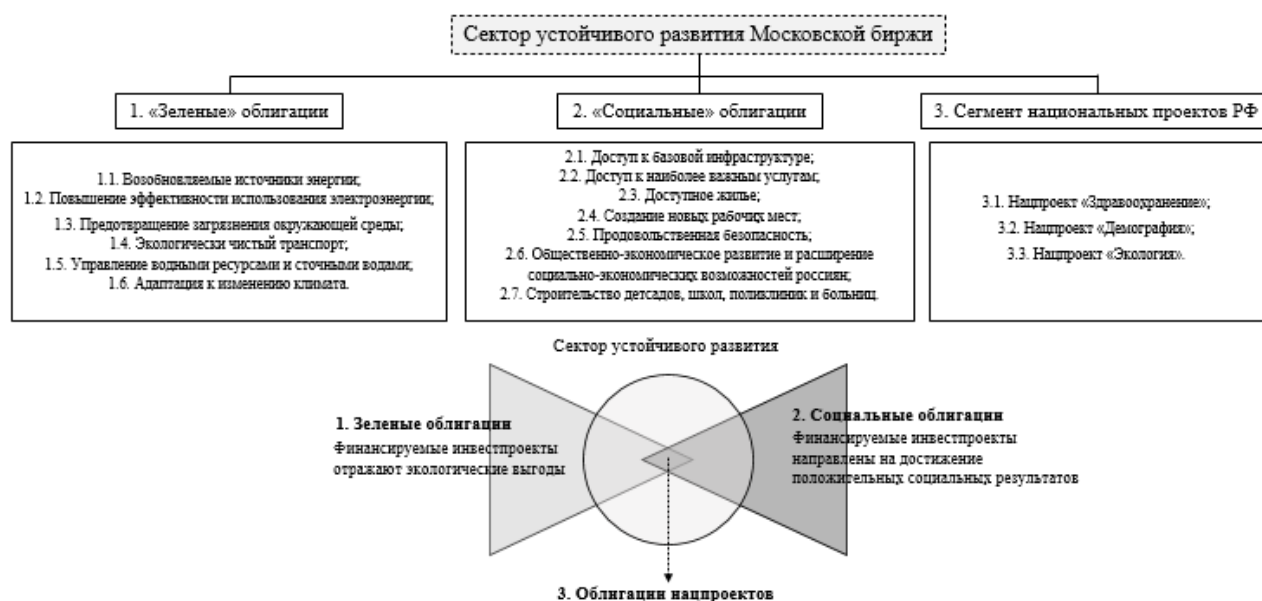 Сектор устойчивого развития Московской биржи
1. «Зеленые» облигации
2. «Социальные» облигации
3. Сегмент национальных проектов РФ
1.1. Возобновляемые источники энергии;
1.2. Повышение эффективности использования электроэнергии;
1.3. Предотвращение загрязнения окружающей среды;
1.4. Экологически чистый транспорт;
1.5. Управление водными ресурсами и сточными водами;
1.6. Адаптация к изменению климата.
2.1. Доступ к базовой инфраструктуре;
2.2. Доступ к наиболее важным услугам;
2.3. Доступное жилье;
2.4. Создание новых рабочих мест;
2.5. Продовольственная безопасность;
2.6. Общественно-экономическое развитие и расширение
социально-экономических возможностей россиян;
2.7. Строительство детсадов, школ, поликлиник и больниц.
3.1. Нацпроект «Здравоохранение»;
3.2. Нацпроект «Демография»;
3.3. Нацпроект «Экология».
Сектор устойчивого развития
1. Зеленые облигации
Финансируемые инвестпроекты
отражают экологические выгоды
2. Социальные облигации
Финансируемые инвестпроекты
направлены на достижение
положительных социальных результатов
3. Облигации нацпроектов